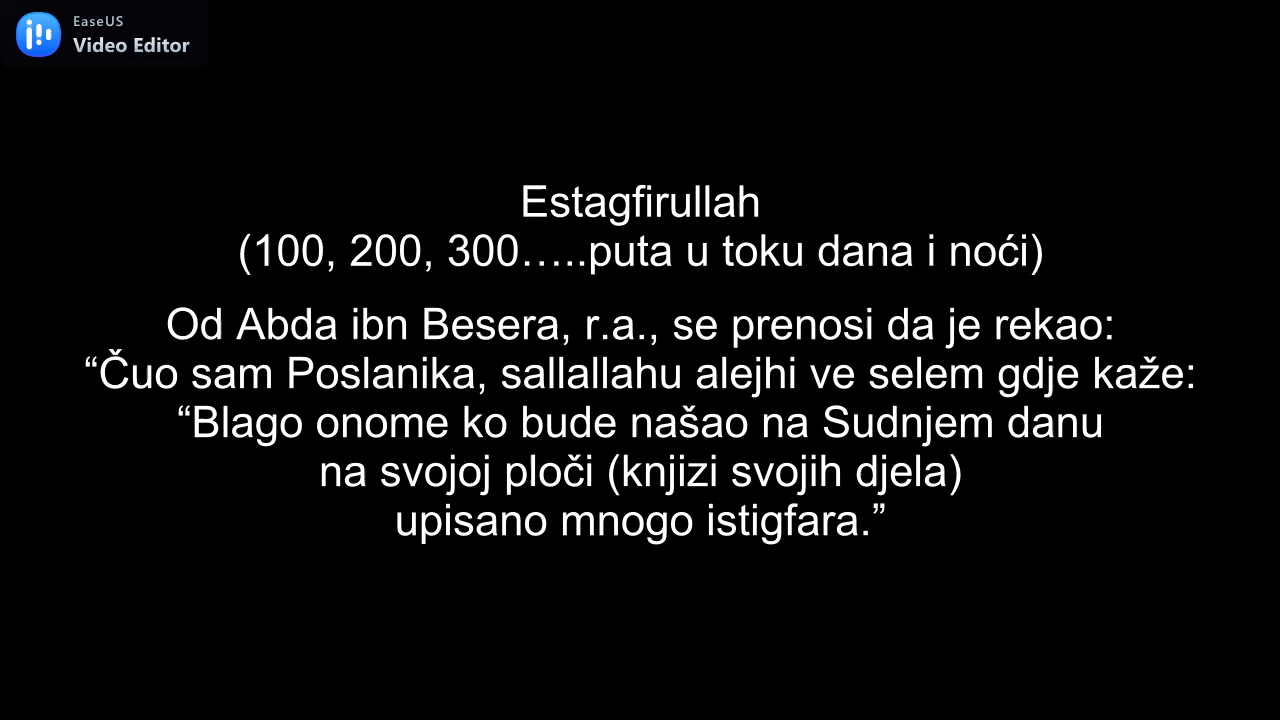 EaseUS
Video Editor
Estagfirullah
(100, 200, 300…..puta u toku dana i noći)
Od Abda ibn Besera, r.a., se prenosi da je rekao:
“Čuo sam Poslanika, sallallahu alejhi ve selem gdje kaže:
“Blago onome ko bude našao na Sudnjem danu
na svojoj ploči (knjizi svojih djela)
upisano mnogo istigfara.”